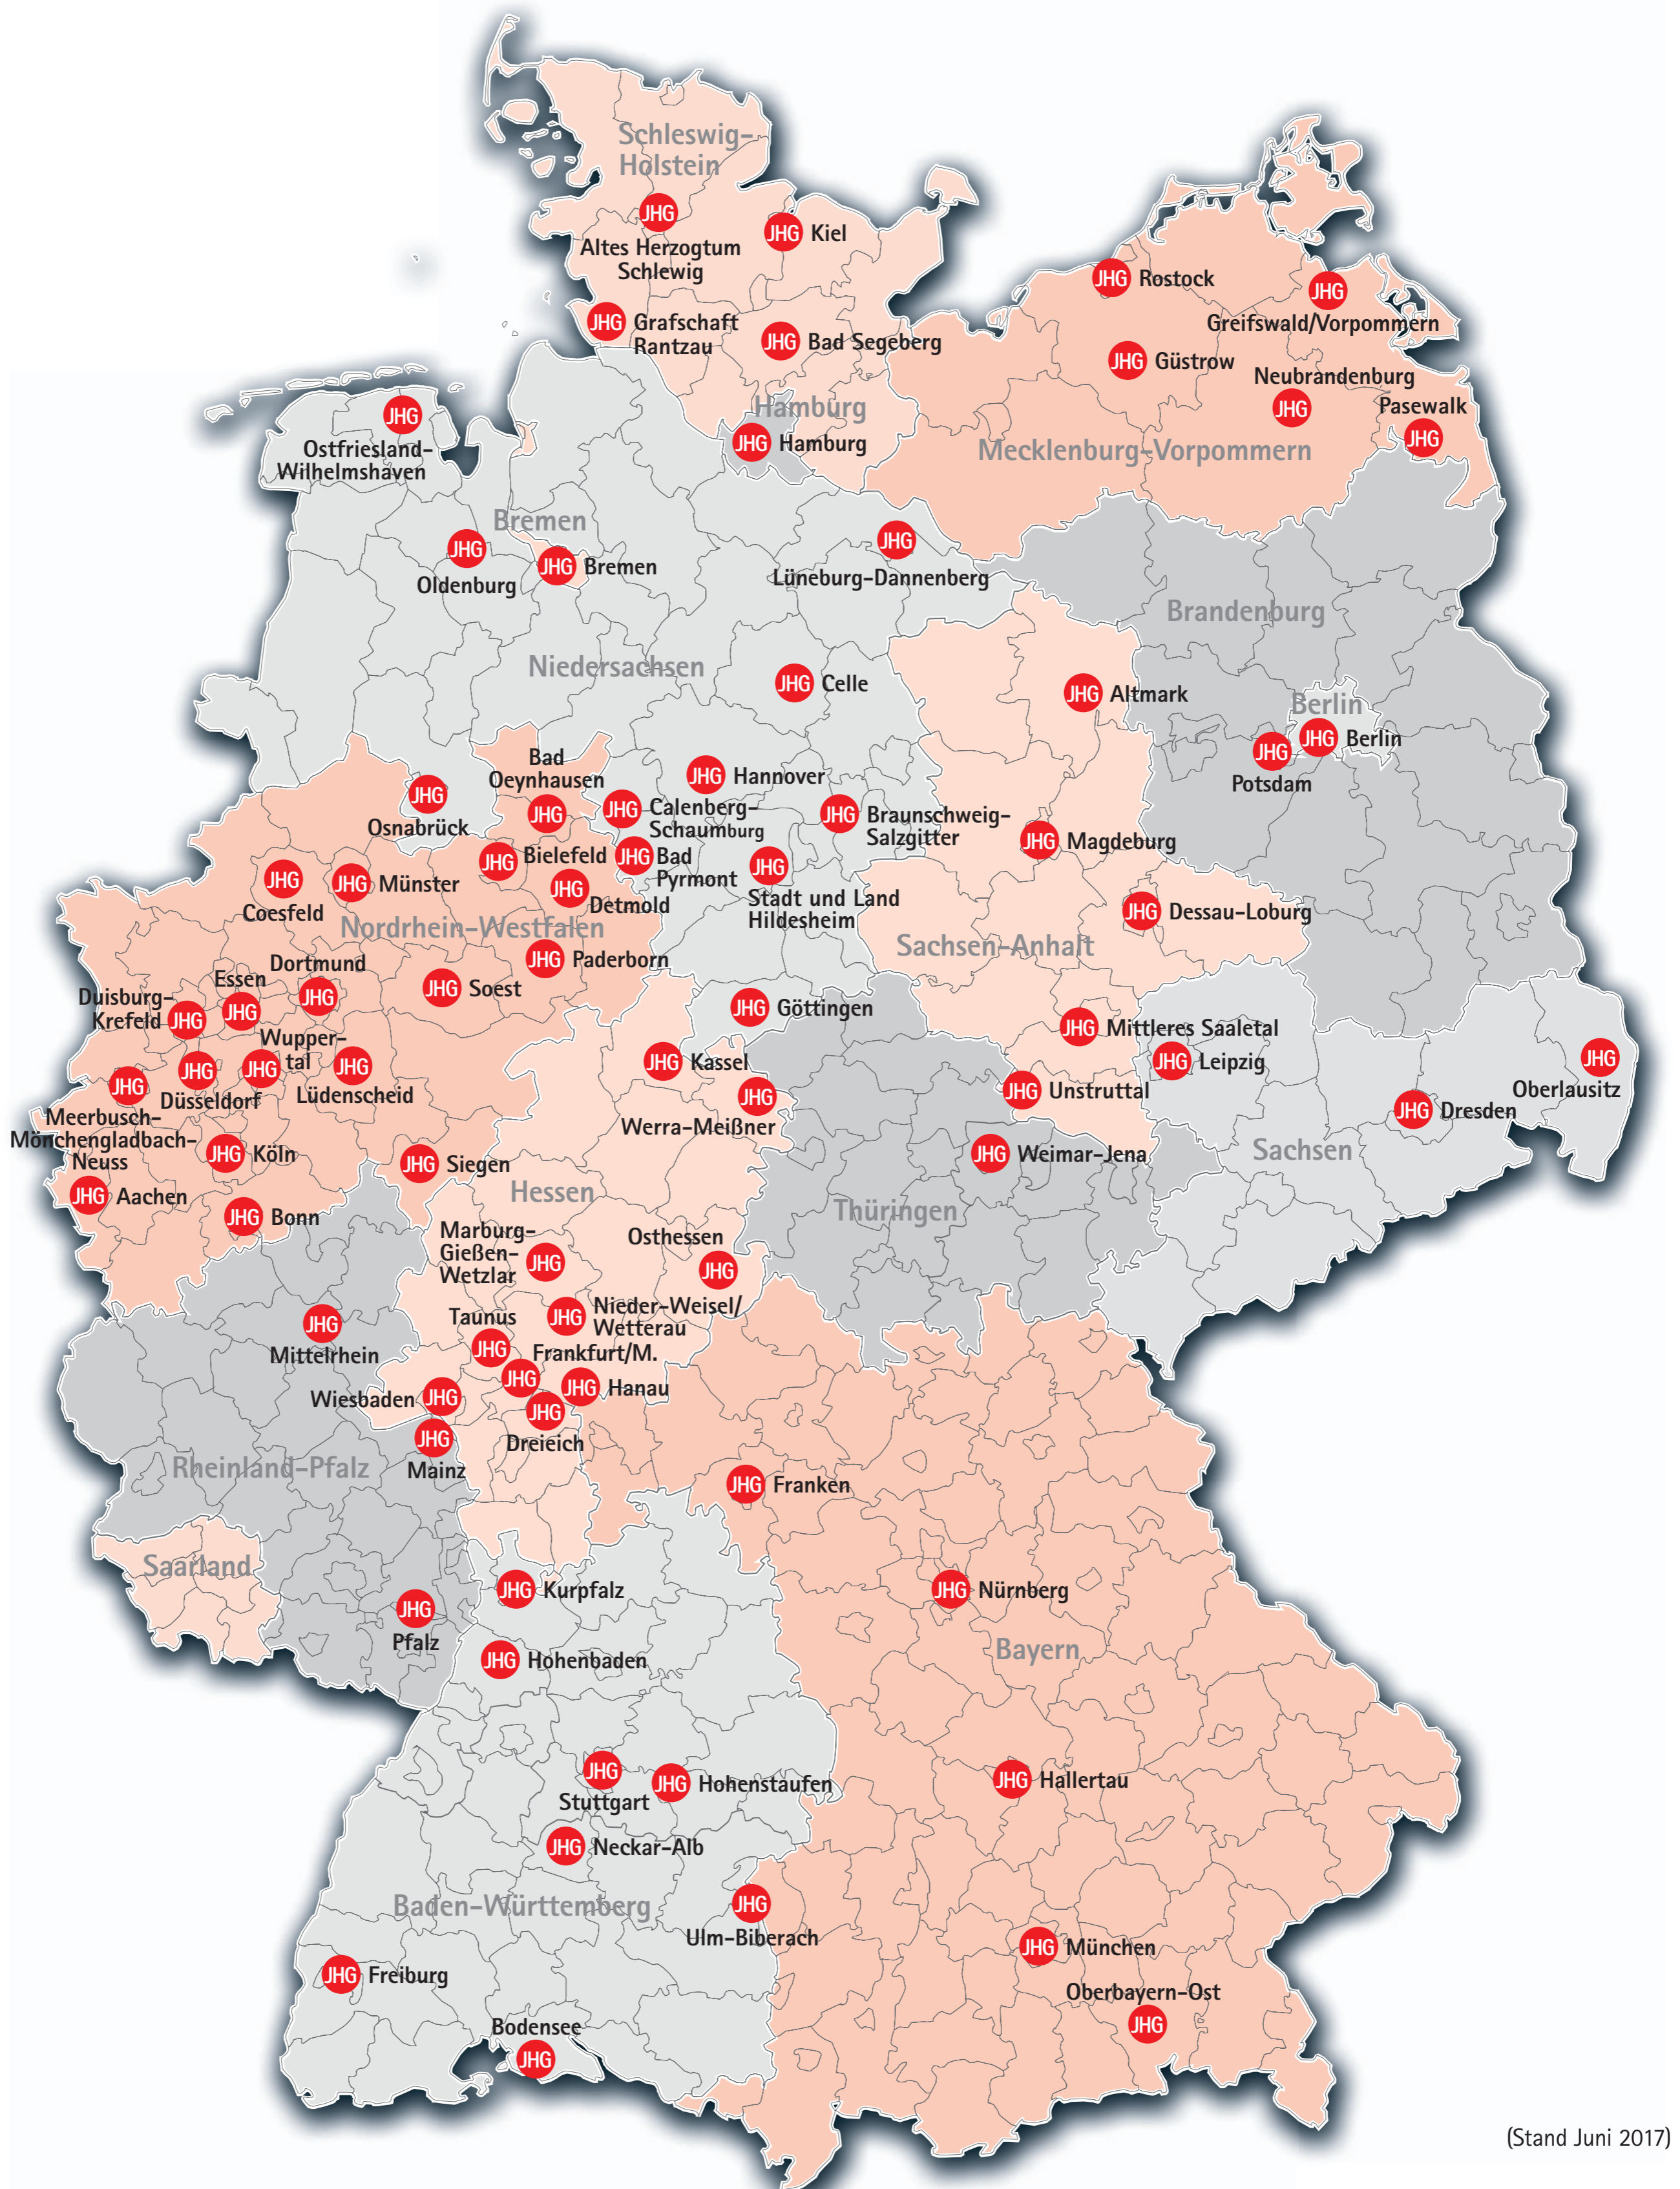 Schleswig-
Holstein
JHG
Altes Herzogtum
Schlewig
JHG Kiel
JHG Grafschaft
Rantzau
JHG Bad Segeberg
Hamburg
JHG Hamburg
JHG Rostock
JHG
Greifswald/Vorpommern
JHG Güstrow
Neubrandenburg
JHG
Pasewalk
JHG
Mecklenburg-Vorpommern
JHG
Ostfriesland-
Wilhelmshaven
Bremen
JHG
Oldenburg
JHG Bremen
JHG
Lüneburg-Dannenberg
Brandenburg
Niedersachsen
JHG Celle
JHG Altmark
Berlin
JHG Berlin
JHG
Potsdam
JHG
Osnabrück
Bad
Oeynhausen
JHG
JHG Hannover
JHG Calenberg-
Schaumburg
JHG Braunschweig-
Salzgitter
JHG Magdeburg
JHG Bielefeld
JHG Bad
Pyrmont
JHG
Stadt und Land
Hildesheim
JHG
Coesfeld
JHG Münster
JHG
Detmold
Nordrhein-Westfalen
JHG Dessau-Loburg
Sachsen-Anhalt
JHG Paderborn
JHG Soest
Dortmund
JHG
Essen
JHG
Duisburg-
Krefeld JHG
Wupper-
JHG tal
JHG
Düsseldorf
JHG
Lüdenscheid
JHG
Meerbusch-
Mönchengladbach-
Neuss
JHG Göttingen
JHG Kassel
JHG
Werra-Meißner
JHG Mittleres Saaletal
JHG Leipzig
JHG Unstruttal
JHG
Oberlausitz
JHG Dresden
Sachsen
JHG Köln
JHG Siegen
JHG Weimar-Jena
JHG Aachen
JHG Bonn
Hessen
Thüringen
Marburg-
Gießen-
Wetzlar
JHG
Osthessen
JHG
JHG Nieder-Weisel/
Wetterau
Taunus
JHG
Frankfurt/M.
JHG
JHG Hanau
JHG
Mittelrhein
Wiesbaden JHG
JHG
Dreieich
JHG
Mainz
Rheinland-Pfalz
JHG Franken
Saarland
JHG Kurpfalz
JHG Nürnberg
JHG
Pfalz
Bayern
JHG Hohenbaden
JHG
Stuttgart
JHG Hohenstaufen
JHG Hallertau
JHG Neckar-Alb
Baden-Württemberg
JHG
Ulm-Biberach
JHG München
JHG Freiburg
Oberbayern-Ost
JHG
Bodensee
JHG
(Stand Juni 2017)